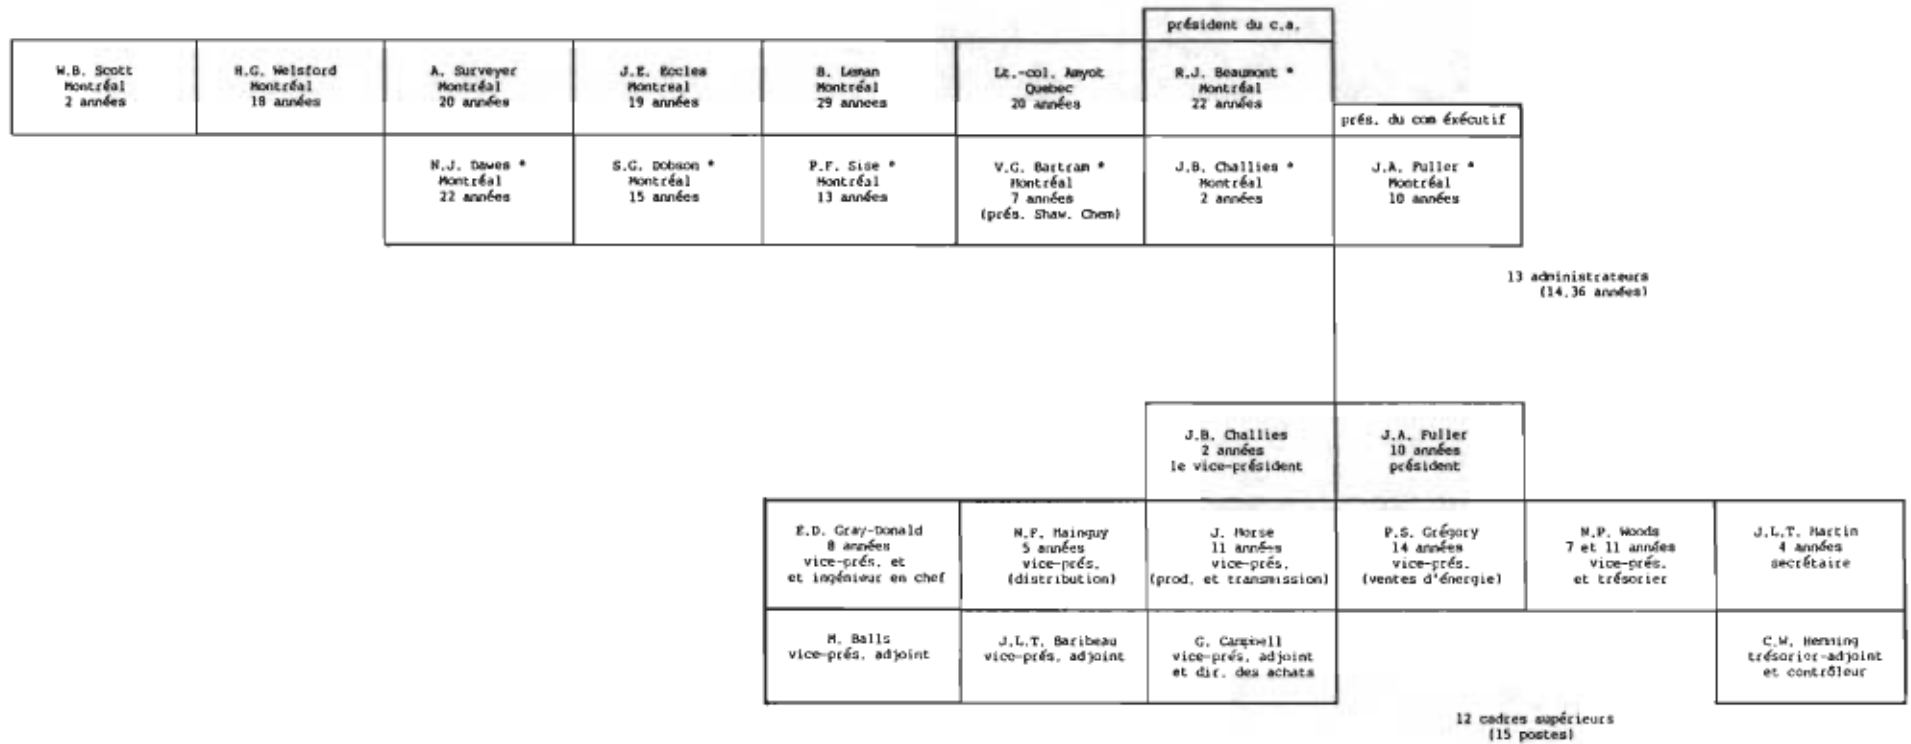 président du c.a.
W.B. Scott
Montréal
2 années
H.G. Welsford
Montréal
18 années
A. Surveyer
Montréal
20 années
J.E. Eccles
Montreal
19 années
B. Leman
Montréal
29 annees
Lt.-col. Amyot
Quebec
20 années
R.J. Beaumont *
Montréal
22 années
prés. du com éxécutif
N.J. Dawes *
Montréal
22 années
S.G. Dobson *
Montréal
15 années
P.F. Sise *
Montréal
13 années
V.G. Bartram *
Montréal
7 années
(prés. Shaw. Chem)
J.B. Challies *
Montréal
2 années
J.A. Fuller *
Montréal
10 années
13 administrateurs
(14.36 années)
J.B. Challies
2 années
le vice-président
J.A. Fuller
10 années
président
E.D. Gray-Donald
8 années
vice-prés. et
et ingénieur en chef
N.F. Mainguy
5 années
vice-prés.
(distribution)
J. Morse
11 années
vice-prés.
(prod. et transmission)
P.S. Grégory
14 années
vice-prés.
(ventes d'énergie)
N.P. Woods
7 et 11 années
vice-prés.
et trésorier
J.L.T. Martin
4 années
secrétaire
M. Balls
vice-prés. adjoint
J.L.T. Baribeau
vice-prés. adjoint
G. Campbell
vice-prés. adjoint
et dir. des achats
C.W. Henning
trésorier-adjoint
et contrôleur
12 cadres supérieurs
(15 postes)